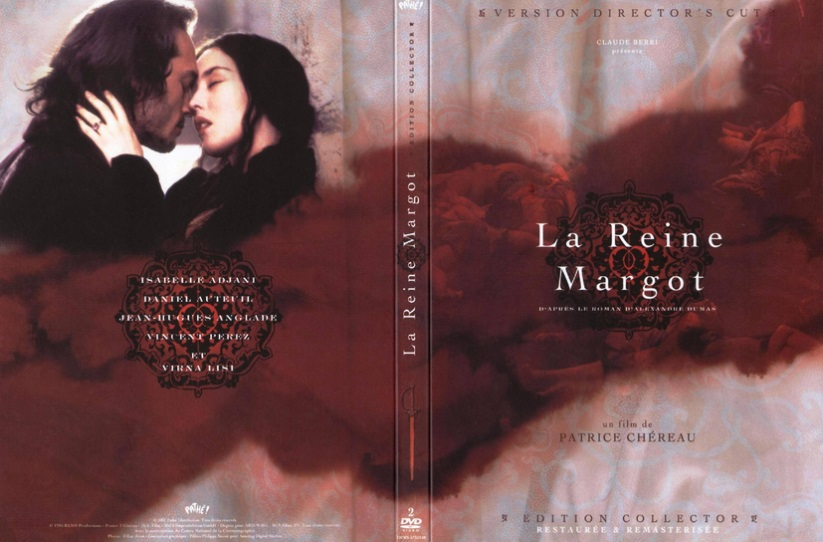 ISABELLE ADJANI
DANIEL AUTEUIL
JEAN-HUGUES ANGLADE
VINCENT PEREZ
ET
VIRNA LISI
PATHÉ!
PATHÉ!
EDITION COLLECTOR
La Reine Margot
2
DVD
VIDEO
VERSION DIRECTOR'S CUT
CLAUDE BERRI
présente
La Reine
Margot
D'APRÈS LE ROMAN D'ALEXANDRE DUMAS
un film de
PATRICE CHÉREAU
EDITION COLLECTOR
RESTAURÉE & REMASTERISÉE